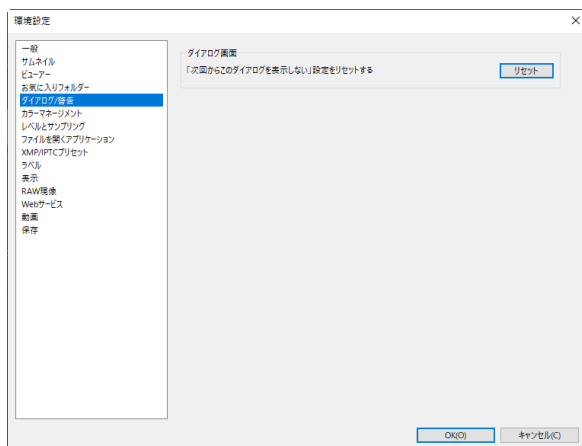 環境設定
一般
サムネイル
ビューアー
お気に入りフォルダー
ダイアログ/警告
カラーマネージメント
レベルとサンプリング
ファイルを開くアプリケーション
XMP/IPTCプリセット
ラベル
表示
RAW現像
Webサービス
動画
保存
ダイアログ画面
「次回からこのダイアログを表示しない」設定をリセットする
リセット
OK(O)
キャンセル(C)